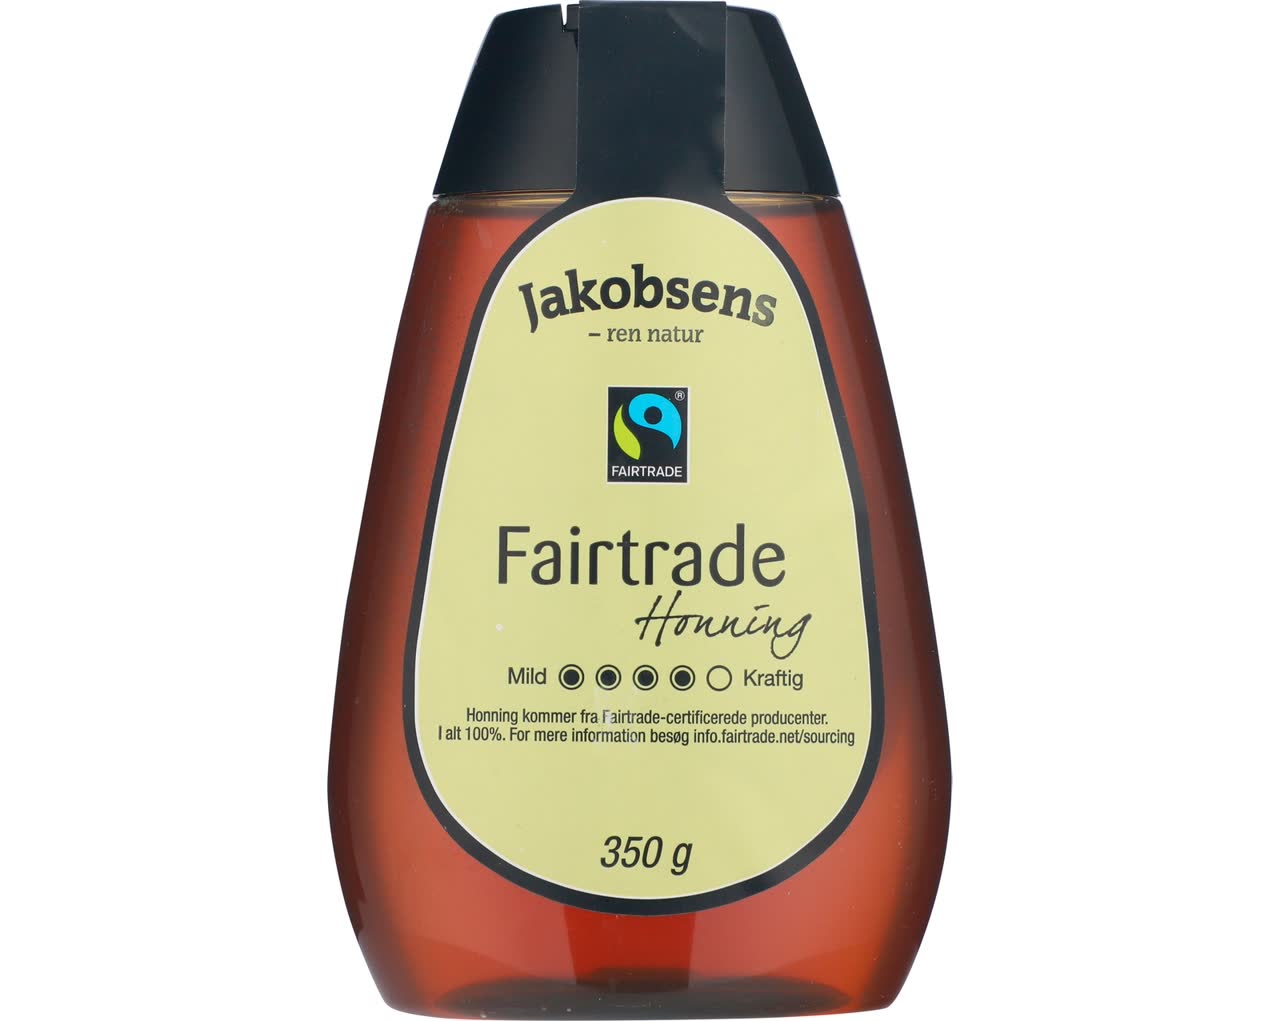 Jakobsens
– ren natur
®
FAIRTRADE
Fairtrade
Honning
Mild Kraftig
Honning kommer fra Fairtrade-certificerede producenter.
I alt 100%. For mere information besøg info.fairtrade.net/sourcing
350 g